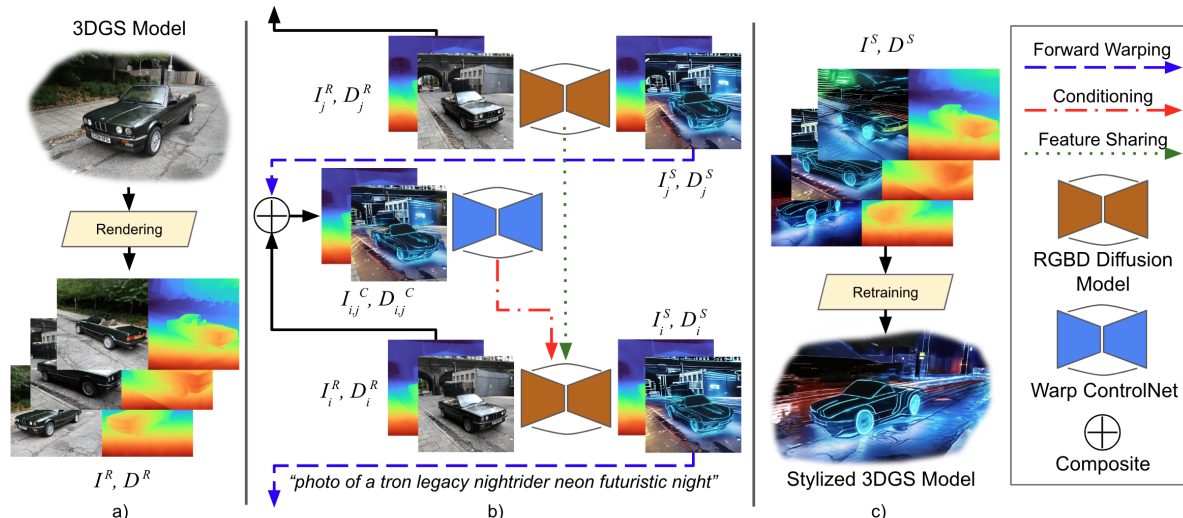 3DGS Model
Rendering
I^R, D^R
a)
I_j^R, D_j^R
I_j^S, D_j^S
I_{i,j}^C, D_{i,j}^C
I_i^S, D_i^S
I_i^R, D_i^R
“photo of a tron legacy nightrider neon futuristic night”
b)
I^S, D^S
Retraining
Stylized 3DGS Model
c)
Forward Warping
Conditioning
Feature Sharing
RGBD Diffusion
Model
Warp ControlNet
Composite